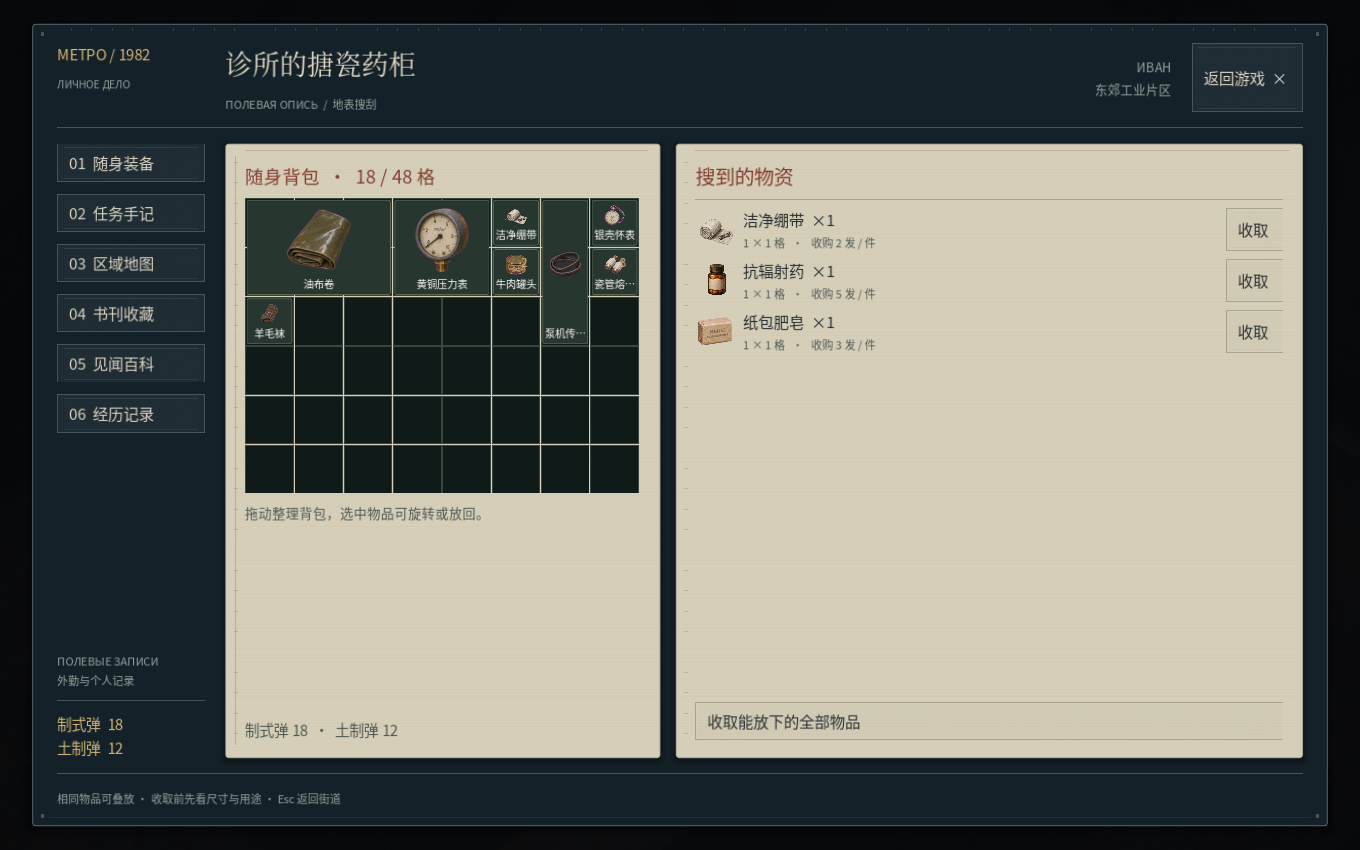 МЕТРО / 1982
ЛИЧНОЕ ДЕЛО
诊所的搪瓷药柜
ПОЛЕВАЯ ОПИСЬ / 地表搜刮
ИВАН
东郊工业片区
返回游戏 ×
01 随身装备
02 任务手记
03 区域地图
04 书刊收藏
05 见闻百科
06 经历记录
ПОЛЕВЫЕ ЗАПИСИ
外勤与个人记录
制式弹 18
土制弹 12
随身背包 · 18 / 48 格
油布卷
黄铜压力表
洁净绷带
牛肉罐头
泵机传…
银壳怀表
瓷管熔…
羊毛袜
拖动整理背包，选中物品可旋转或放回。
制式弹 18 · 土制弹 12
搜到的物资
洁净绷带 ×1
1 × 1 格 · 收购 2 发 / 件
收取
抗辐射药 ×1
1 × 1 格 · 收购 5 发 / 件
收取
纸包肥皂 ×1
1 × 1 格 · 收购 3 发 / 件
收取
收取能放下的全部物品
相同物品可叠放 · 收取前先看尺寸与用途 · Esc 返回街道